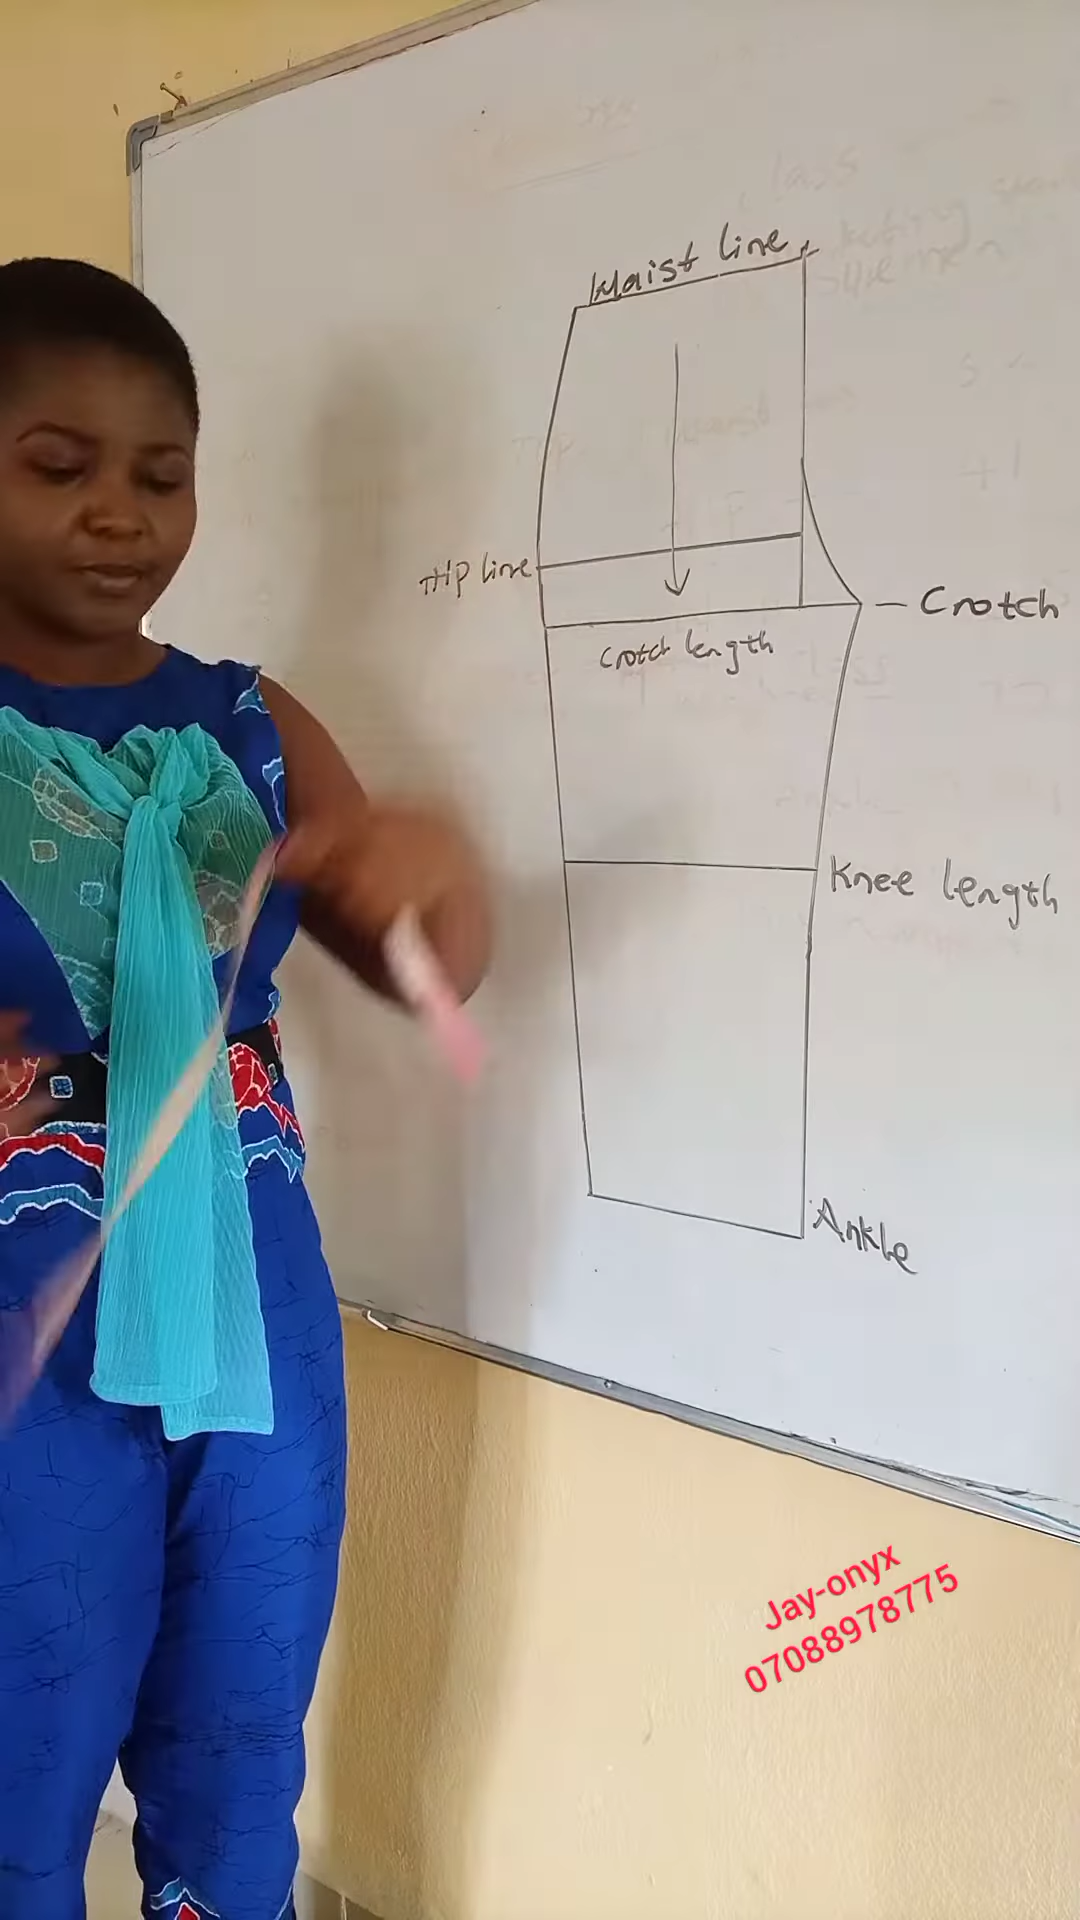 Waist line
Hip line
Crotch
Crotch length
Knee length
Ankle
Jay-onyx
07088978775